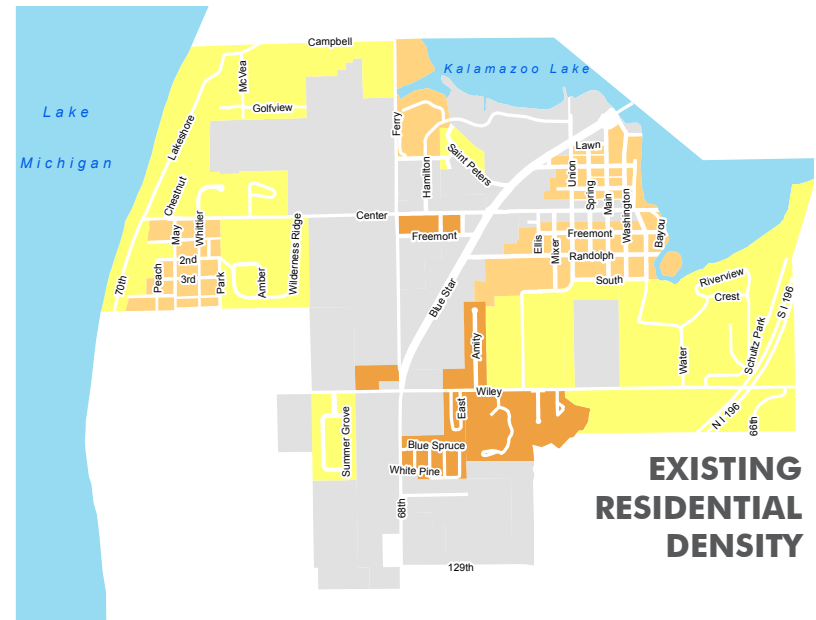 Campbell
Kalamazoo Lake
McVea
Lake
Golfview
Ferry
Lakeshore
Lawn
Saint Peters
Michigan
Union
Hamilton
Spring
Main
Washington
Chestnut
Center
May
Whittier
Fremont
Ellis
Mixer
Fremont
Bayou
Wilderness Ridge
Randolph
2nd
Peach
3rd
Park
Amber
South
Riverview
70th
Crest
Blue Star
S I 196
Amity
Water
Schultz Park
Wiley
East
N I 196
66th
Summer Grove
Blue Spruce
White Pine
EXISTING
RESIDENTIAL
DENSITY
68th
129th